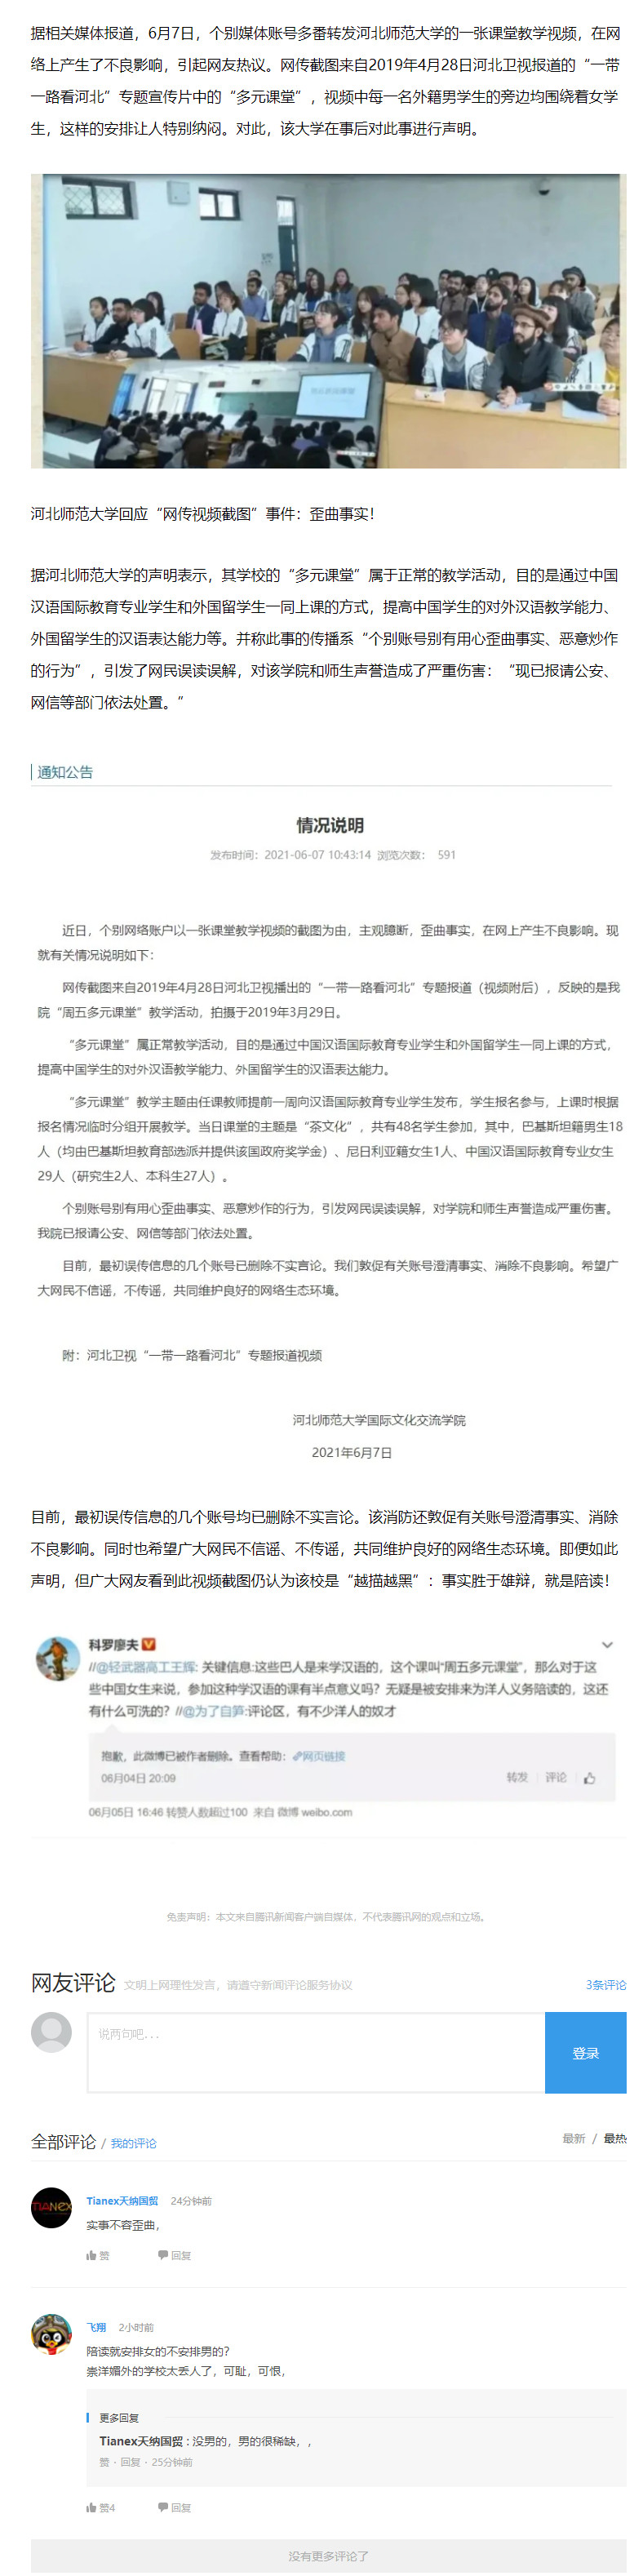 据相关媒体报道，6月7日，个别媒体账号多番转发河北师范大学的一张课堂教学视频，在网
络上产生了不良影响，引起网友热议。网传截图来自2019年4月28日河北卫视报道的“一带
一路看河北”专题宣传片中的“多元课堂”，视频中每一名外籍男学生的旁边均围绕着女学
生，这样的安排让人特别纳闷。对此，该大学在事后对此事进行声明。
河北师范大学回应“网传视频截图”事件：歪曲事实！
据河北师范大学的声明表示，其学校的“多元课堂”属于正常的教学活动，目的是通过中国
汉语国际教育专业学生和外国留学生一同上课的方式，提高中国学生的对外汉语教学能力、
外国留学生的汉语表达能力等。并称此事的传播系“个别账号别有用心歪曲事实、恶意炒作
的行为”，引发了网民误读误解，对该学院和师生声誉造成了严重伤害：“现已报请公安、
网信等部门依法处置。”
通知公告
情况说明
发布时间：2021-06-07 10:43:14 浏览次数： 591
近日，个别网络账户以一张课堂教学视频的截图为由，主观臆断，歪曲事实，在网上产生不良影响。现
就有关情况说明如下：
网传截图来自2019年4月28日河北卫视播出的“一带一路看河北”专题报道（视频附后），反映的是我
院“周五多元课堂”教学活动，拍摄于2019年3月29日。
“多元课堂”属正常教学活动，目的是通过中国汉语国际教育专业学生和外国留学生一同上课的方式，
提高中国学生的对外汉语教学能力、外国留学生的汉语表达能力。
“多元课堂”教学主题由任课教师提前一周向汉语国际教育专业学生发布，学生报名参与，上课时根据
报名情况临时分组开展教学。当日课堂的主题是“茶文化”，共有48名学生参加，其中，巴基斯坦籍男生18
人（均由巴基斯坦教育部选派并提供该国政府奖学金）、尼日利亚籍女生1人、中国汉语国际教育专业女生
29人（研究生2人、本科生27人）。
个别账号别有用心歪曲事实、恶意炒作的行为，引发网民误读误解，对学院和师生声誉造成严重伤害。
我院已报请公安、网信等部门依法处置。
目前，最初误传信息的几个账号已删除不实言论。我们敦促有关账号澄清事实、消除不良影响。希望广
大网民不信谣，不传谣，共同维护良好的网络生态环境。
附：河北卫视“一带一路看河北”专题报道视频
河北师范大学国际文化交流学院
2021年6月7日
目前，最初误传信息的几个账号均已删除不实言论。该消防还敦促有关账号澄清事实、消除
不良影响。同时也希望广大网民不信谣、不传谣，共同维护良好的网络生态环境。即便如此
声明，但广大网友看到此视频截图仍认为该校是“越描越黑”：事实胜于雄辩，就是陪读！
科罗廖夫
//@轻武器高工王辉: 关键信息:这些巴人是来学汉语的，这个课叫“周五多元课堂”，那么对于这
些中国女生来说，参加这种学汉语的课有半点意义吗？无疑是被安排来为洋人义务陪读的，这还
有什么可洗的？//@为了自笋:评论区，有不少洋人的奴才
抱歉，此微博已被作者删除。查看帮助：网页链接
06月04日 20:09 转发 评论
06月05日 16:46 转赞人数超过100 来自 微博 weibo.com
免责声明：本文来自腾讯新闻客户端自媒体，不代表腾讯网的观点和立场。
网友评论 文明上网理性发言，请遵守新闻评论服务协议 3条评论
说两句吧...
登录
全部评论 / 我的评论 最新 / 最热
Tianex天纳国贸 24分钟前
实事不容歪曲，
赞 回复
飞翔 2小时前
陪读就安排女的不安排男的？
崇洋媚外的学校太丢人了，可耻，可恨，
更多回复
Tianex天纳国贸 : 没男的，男的很稀缺，，
赞 · 回复 · 25分钟前
赞4 回复
没有更多评论了